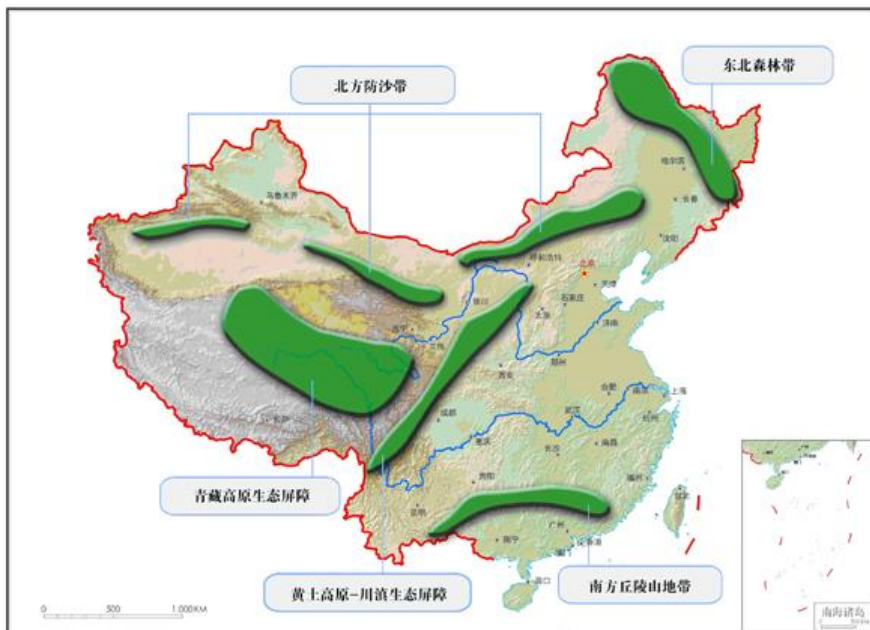 东北森林带
北方防沙带
哈尔滨
乌鲁木齐
长春
沈阳
呼和浩特
北京
天津
银川
石家庄
太原
西宁
济南
兰州
郑州
西安
合肥
南京
上海
成都
武汉
杭州
拉萨
重庆
南昌
长沙
贵阳
福州
青藏高原生态屏障
台北
昆明
广州
南宁
香港
澳门
黄土高原-川滇生态屏障
南方丘陵山地带
海口
0 500 1,000KM
南海诸岛